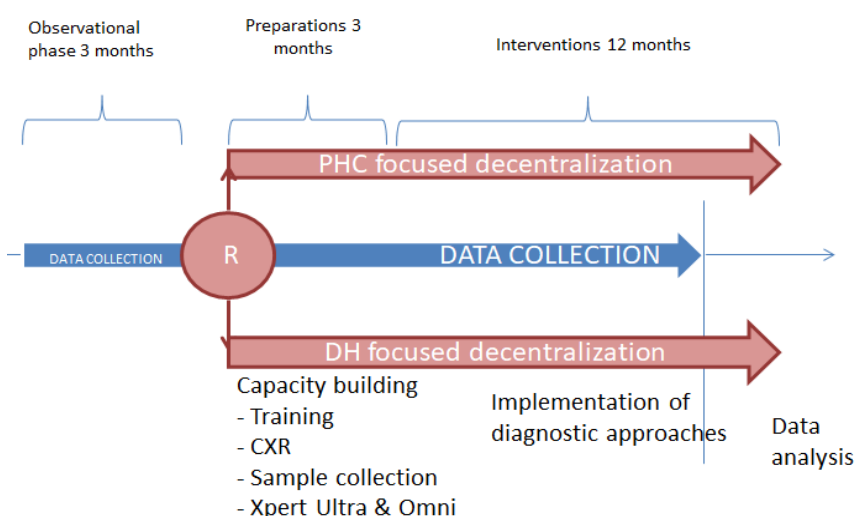 Observational
phase 3 months
Preparations 3
months
Interventions 12 months
PHC focused decentralization
DATA COLLECTION
R
DATA COLLECTION
DH focused decentralization
Capacity building
- Training
- CXR
- Sample collection
- Xpert Ultra & Omni
Implementation of
diagnostic approaches
Data
analysis